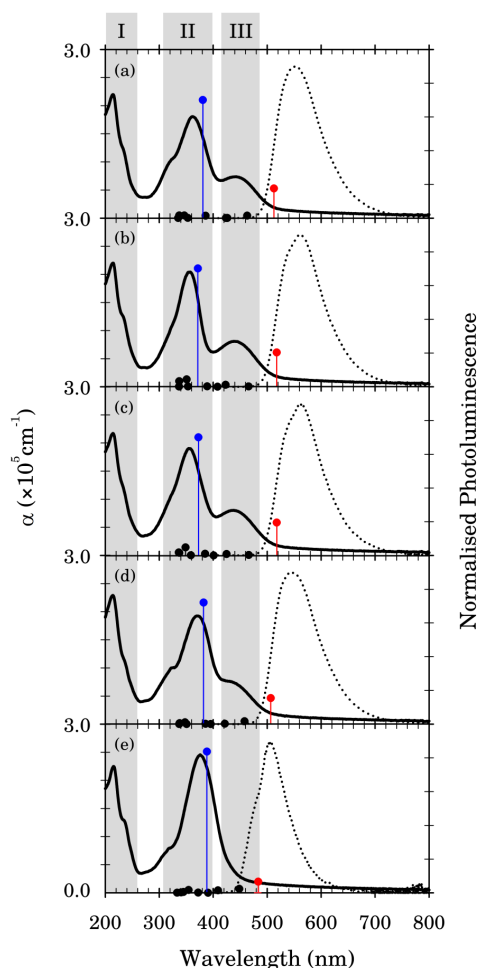 I II III
3.0
(a)
3.0
(b)
3.0
(c)
3.0
(d)
3.0
(e)
0.0
200 300 400 500 600 700 800
Wavelength (nm)
α (×10⁵cm⁻¹)
Normalised Photoluminescence